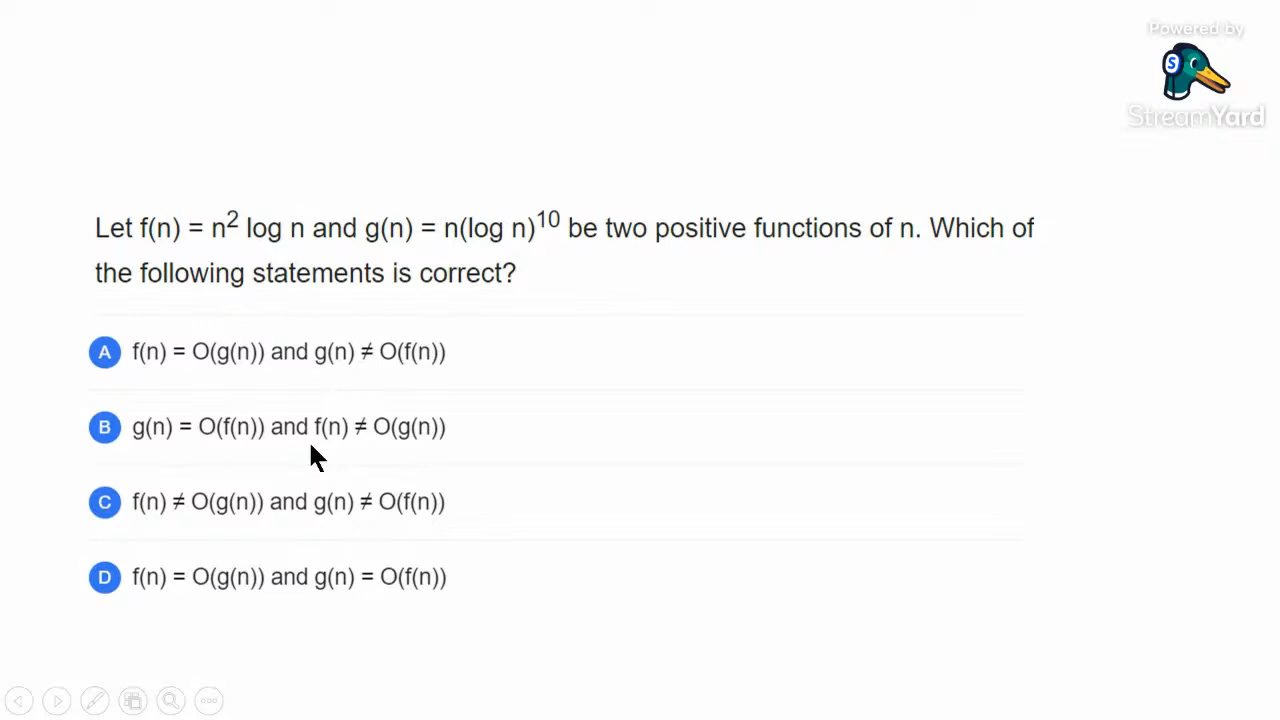 Powered by
S
StreamYard
Let f(n) = n² log n and g(n) = n(log n)¹⁰ be two positive functions of n. Which of
the following statements is correct?
A f(n) = O(g(n)) and g(n) ≠ O(f(n))
B g(n) = O(f(n)) and f(n) ≠ O(g(n))
C f(n) ≠ O(g(n)) and g(n) ≠ O(f(n))
D f(n) = O(g(n)) and g(n) = O(f(n))